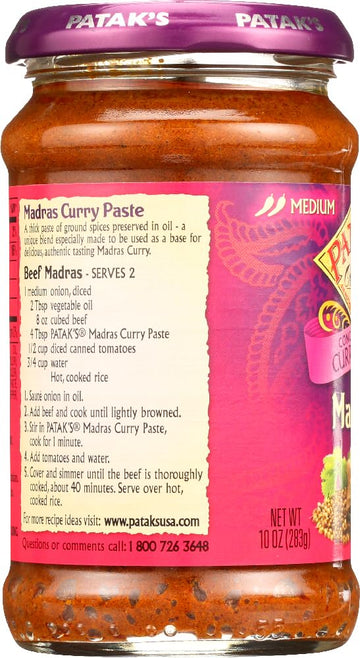 PATAK'S PATAK'S
Madras Curry Paste
A thick paste of ground spices preserved in oil - a
unique blend especially made to be used as a base for
delicious, authentic tasting Madras Curry.
Beef Madras - SERVES 2
1 medium onion, diced
2 Tbsp vegetable oil
8 oz cubed beef
4 Tbsp PATAK'S® Madras Curry Paste
1/2 cup diced canned tomatoes
3/4 cup water
Hot, cooked rice
1. Sauté onion in oil.
2. Add beef and cook until lightly browned.
3. Stir in PATAK'S® Madras Curry Paste,
cook for 1 minute.
4. Add tomatoes and water.
5. Cover and simmer until the beef is thoroughly
cooked, about 40 minutes. Serve over hot,
cooked rice.
For more recipe ideas visit: www.pataksusa.com
Questions or comments call: 1 800 726 3648
MEDIUM
NET WT
10 OZ (283g)